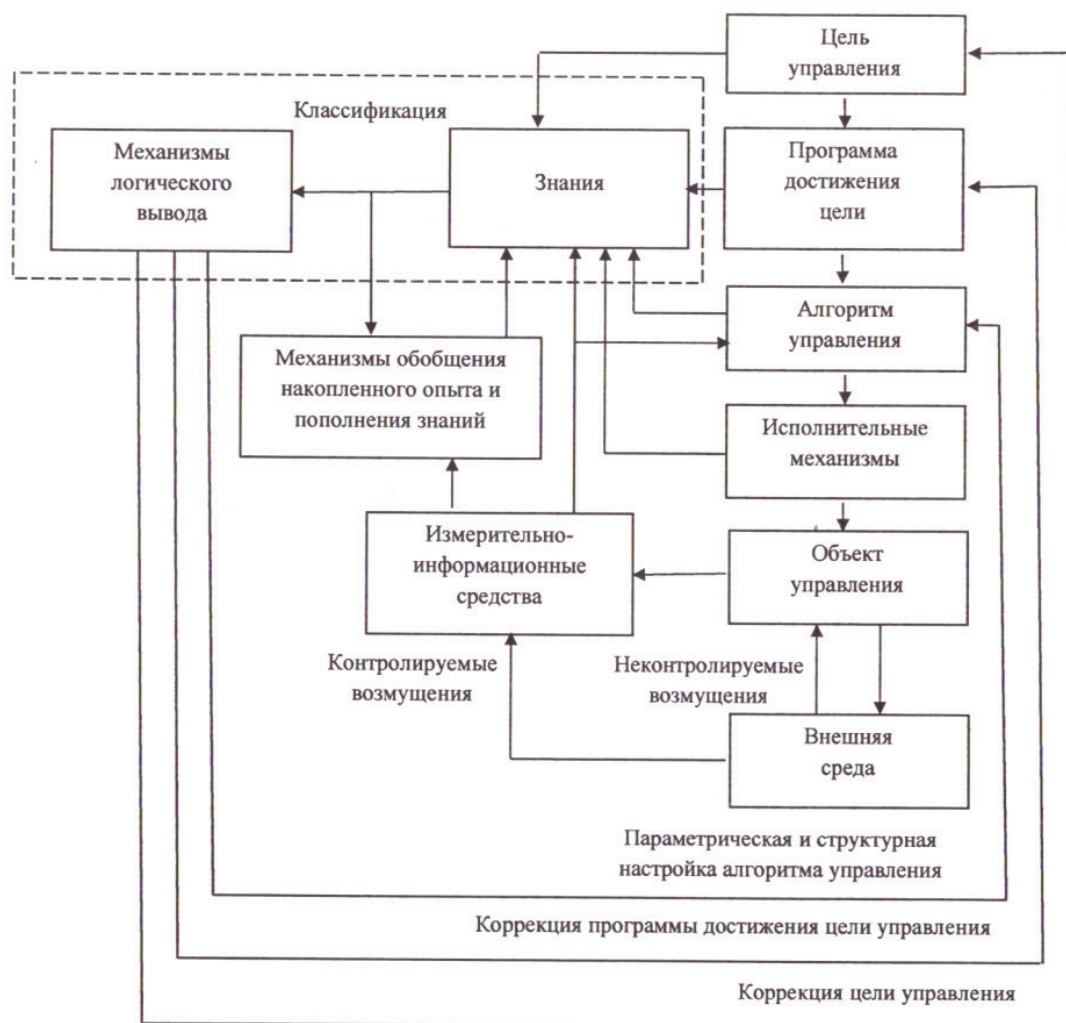 Цель
управления
Классификация
Механизмы
логического
вывода
Знания
Программа
достижения
цели
Алгоритм
управления
Механизмы обобщения
накопленного опыта и
пополнения знаний
Исполнительные
механизмы
Измерительно-
информационные
средства
Объект
управления
Контролируемые
возмущения
Неконтролируемые
возмущения
Внешняя
среда
Параметрическая и структурная
настройка алгоритма управления
Коррекция программы достижения цели управления
Коррекция цели управления